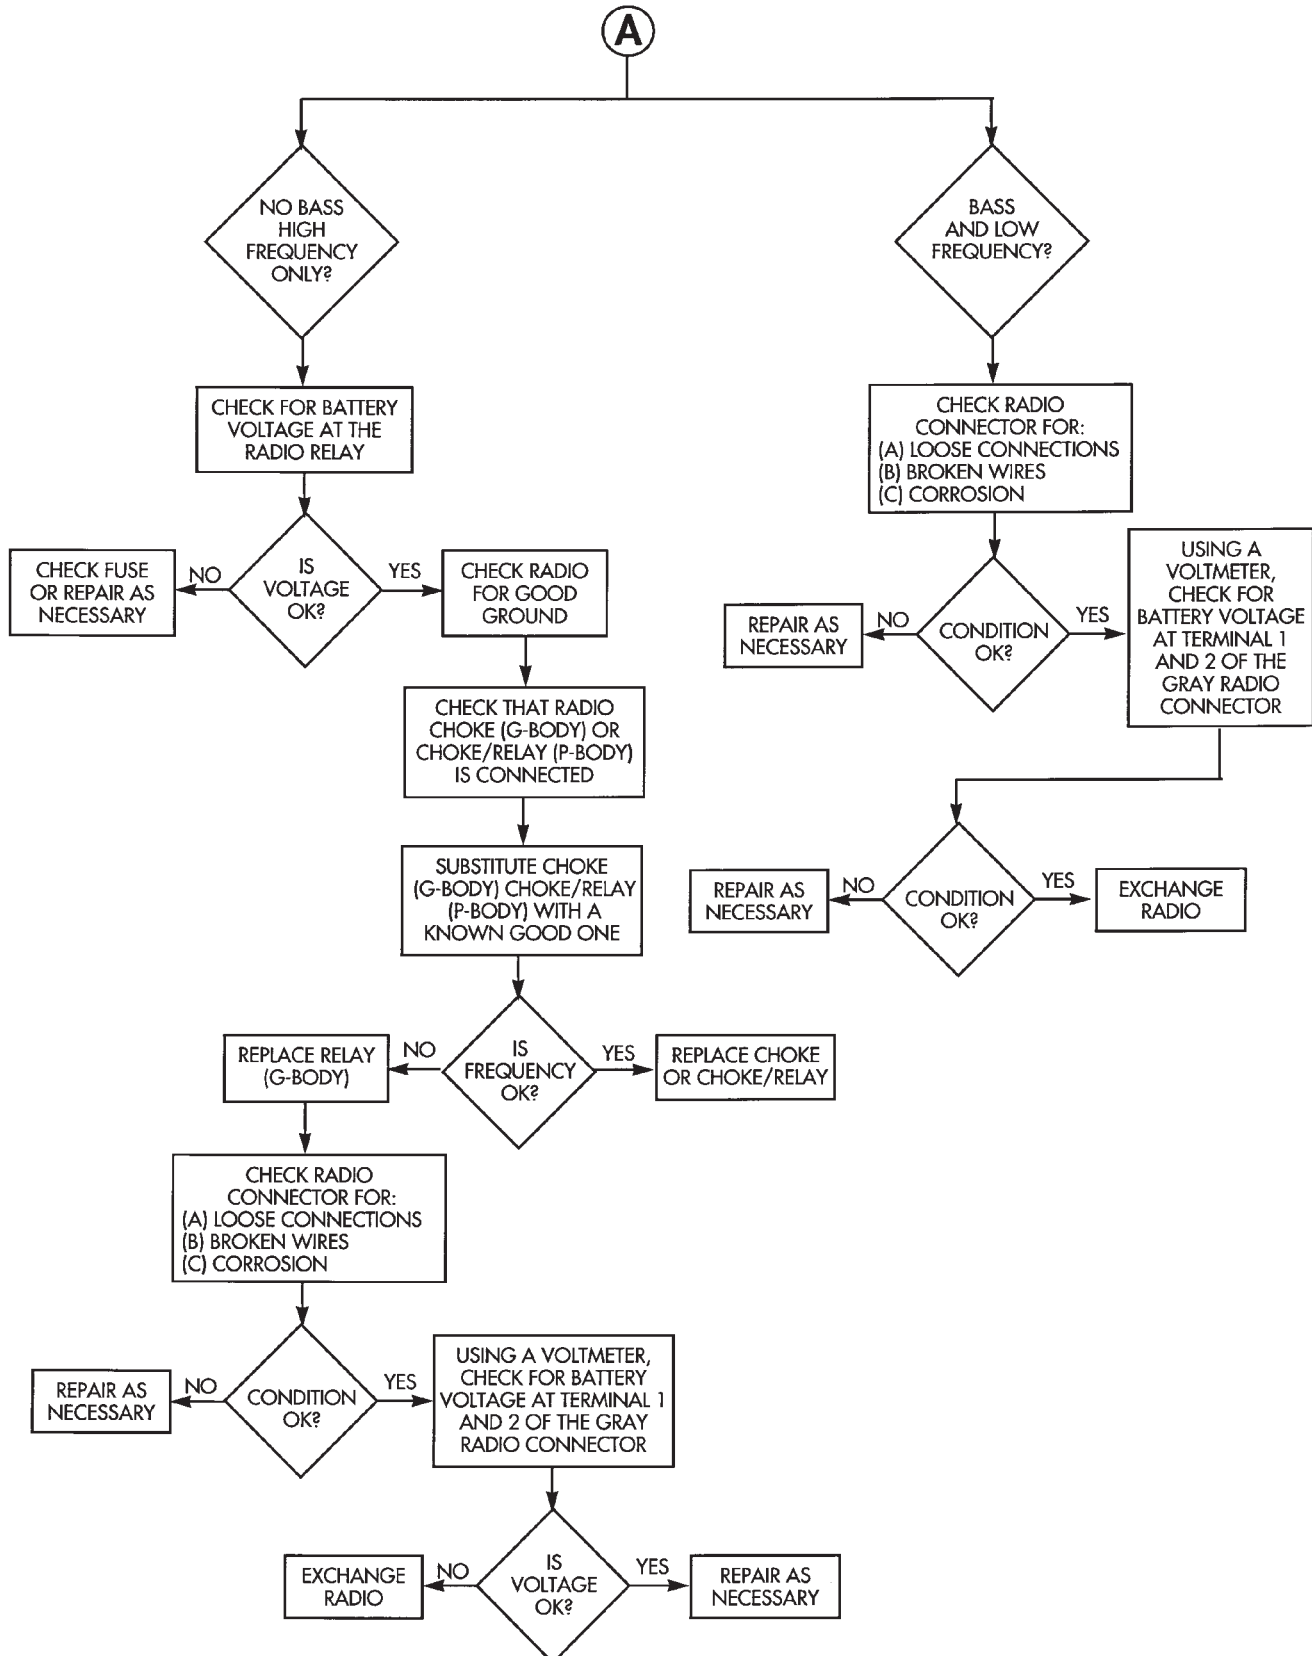 A
NO BASS
HIGH
FREQUENCY
ONLY?
CHECK FOR BATTERY
VOLTAGE AT THE
RADIO RELAY
IS
VOLTAGE
OK?
NO
CHECK FUSE
OR REPAIR AS
NECESSARY
YES
CHECK RADIO
FOR GOOD
GROUND
CHECK THAT RADIO
CHOKE (G-BODY) OR
CHOKE/RELAY (P-BODY)
IS CONNECTED
SUBSTITUTE CHOKE
(G-BODY) CHOKE/RELAY
(P-BODY) WITH A
KNOWN GOOD ONE
IS
FREQUENCY
OK?
YES
REPLACE CHOKE
OR CHOKE/RELAY
NO
REPLACE RELAY
(G-BODY)
CHECK RADIO
CONNECTOR FOR:
(A) LOOSE CONNECTIONS
(B) BROKEN WIRES
(C) CORROSION
CONDITION
OK?
NO
REPAIR AS
NECESSARY
YES
USING A VOLTMETER,
CHECK FOR BATTERY
VOLTAGE AT TERMINAL 1
AND 2 OF THE GRAY
RADIO CONNECTOR
IS
VOLTAGE
OK?
NO
EXCHANGE
RADIO
YES
REPAIR AS
NECESSARY
BASS
AND LOW
FREQUENCY?
CHECK RADIO
CONNECTOR FOR:
(A) LOOSE CONNECTIONS
(B) BROKEN WIRES
(C) CORROSION
CONDITION
OK?
NO
REPAIR AS
NECESSARY
YES
USING A
VOLTMETER,
CHECK FOR
BATTERY VOLTAGE
AT TERMINAL 1
AND 2 OF THE
GRAY RADIO
CONNECTOR
CONDITION
OK?
NO
REPAIR AS
NECESSARY
YES
EXCHANGE
RADIO